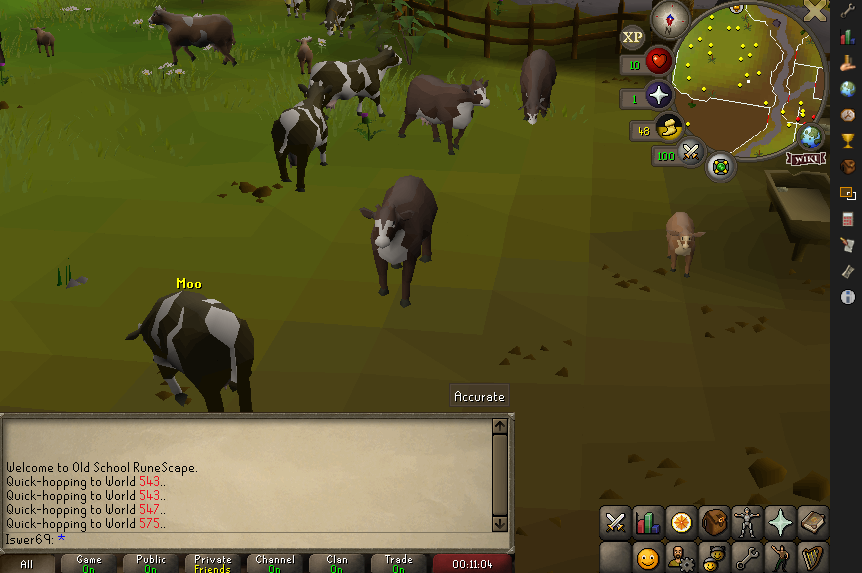 XP
10
1
48
100
WIKI
Moo
Accurate
Welcome to Old School RuneScape.
Quick-hopping to World 543..
Quick-hopping to World 543..
Quick-hopping to World 547..
Quick-hopping to World 575..
Iswer69: *
All
Game
On
Public
On
Private
Friends
Channel
On
Clan
On
Trade
On
00:11:04